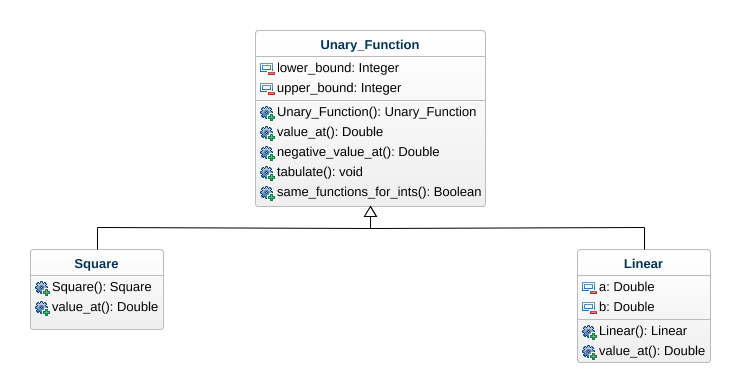 Unary_Function
lower_bound: Integer
upper_bound: Integer
Unary_Function(): Unary_Function
value_at(): Double
negative_value_at(): Double
tabulate(): void
same_functions_for_ints(): Boolean
Square
Square(): Square
value_at(): Double
Linear
a: Double
b: Double
Linear(): Linear
value_at(): Double